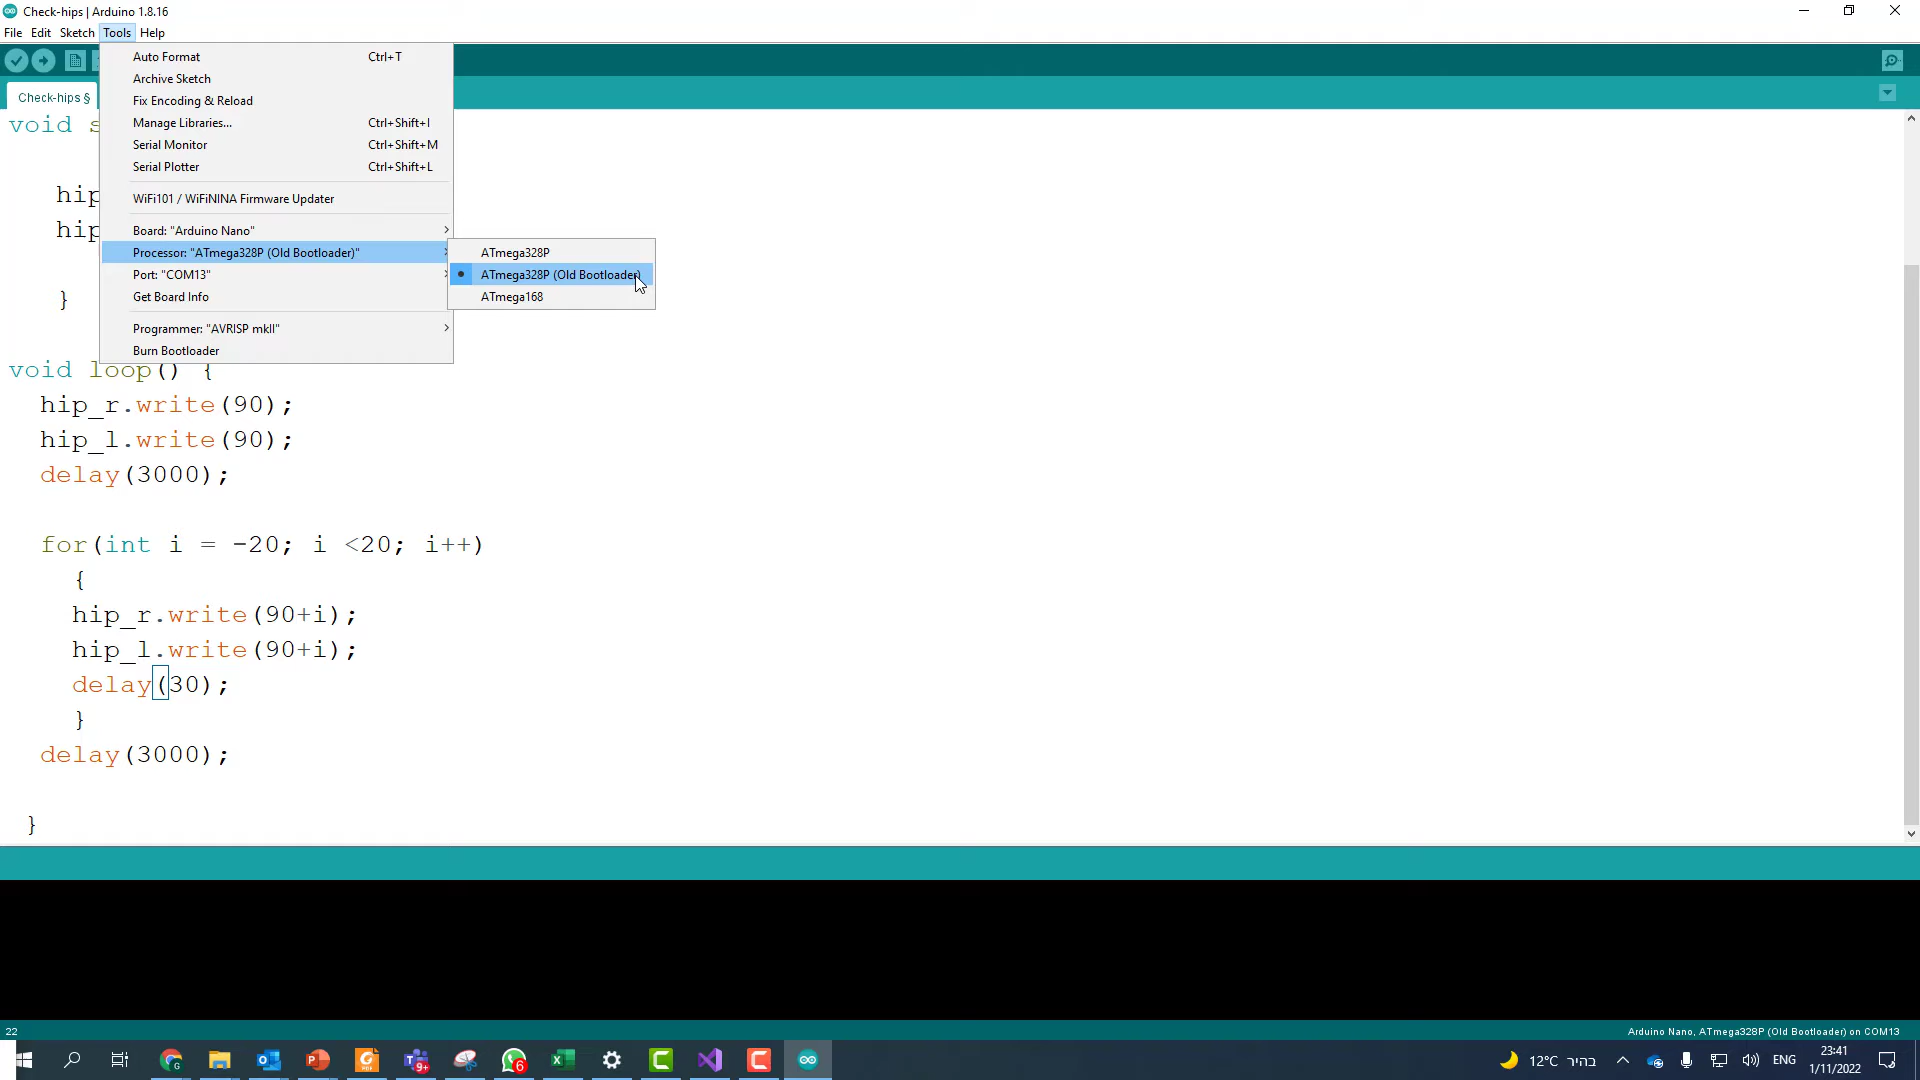 Check-hips | Arduino 1.8.16
File Edit Sketch Tools Help
Auto Format Ctrl+T
Archive Sketch
Fix Encoding & Reload
Manage Libraries... Ctrl+Shift+I
Serial Monitor Ctrl+Shift+M
Serial Plotter Ctrl+Shift+L
WiFi101 / WiFiNINA Firmware Updater
Board: "Arduino Nano"
Processor: "ATmega328P (Old Bootloader)"
Port: "COM13"
Get Board Info
Programmer: "AVRISP mkII"
Burn Bootloader
ATmega328P
ATmega328P (Old Bootloader)
ATmega168
Check-hips §
void s
hip
hip
}
void loop() {
hip_r.write(90);
hip_l.write(90);
delay(3000);
for(int i = -20; i <20; i++)
{
hip_r.write(90+i);
hip_l.write(90+i);
delay(30);
}
delay(3000);
}
22
Arduino Nano, ATmega328P (Old Bootloader) on COM13
9+
6
12°C בהיר
ENG
23:41
1/11/2022